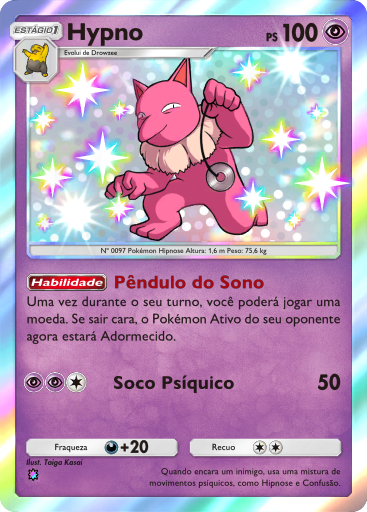 ESTÁGIO 1
Hypno
PS 100
Evolui de Drowzee
Nº 0097 Pokémon Hipnose Altura: 1,6 m Peso: 75,6 kg
Habilidade Pêndulo do Sono
Uma vez durante o seu turno, você poderá jogar uma
moeda. Se sair cara, o Pokémon Ativo do seu oponente
agora estará Adormecido.
Soco Psíquico 50
Fraqueza +20 Recuo
Ilust. Taiga Kasai
Quando encara um inimigo, usa uma mistura de
movimentos psíquicos, como Hipnose e Confusão.